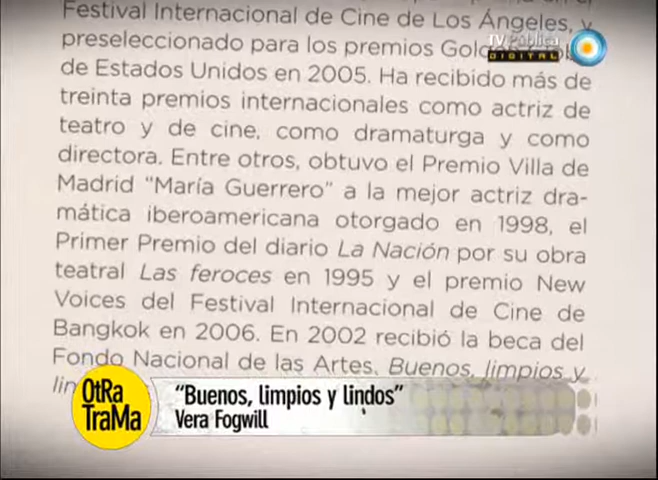 Festival Internacional de Cine de Los Ángeles, y
preseleccionado para los premios
de Estados Unidos en 2005. Ha recibido más de
treinta premios internacionales como actriz de
teatro y de cine, como dramaturga y como
directora. Entre otros, obtuvo el Premio Villa de
Madrid “María Guerrero” a la mejor actriz dra-
mática iberoamericana otorgado en 1998, el
Primer Premio del diario La Nación por su obra
teatral Las feroces en 1995 y el premio New
Voices del Festival Internacional de Cine de
Bangkok en 2006. En 2002 recibió la beca del
Fondo Nacional de las Artes. Buenos, limpios y
TV Pública
DIGITAL
OtRa
TraMa
“Buenos, limpios y lindos”
Vera Fogwill